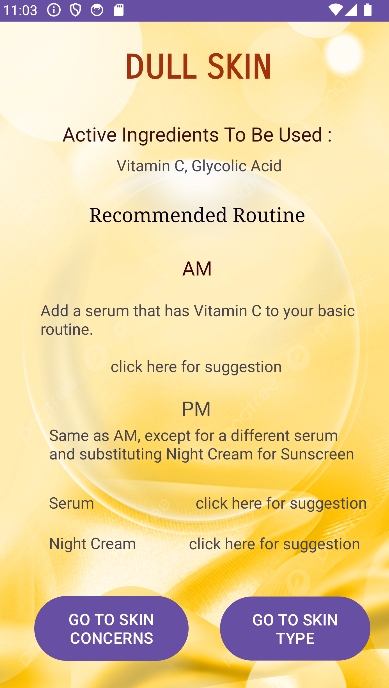 11:03
DULL SKIN
Active Ingredients To Be Used :
Vitamin C, Glycolic Acid
Recommended Routine
AM
Add a serum that has Vitamin C to your basic
routine.
click here for suggestion
PM
Same as AM, except for a different serum
and substituting Night Cream for Sunscreen
Serum click here for suggestion
Night Cream click here for suggestion
GO TO SKIN
CONCERNS
GO TO SKIN
TYPE